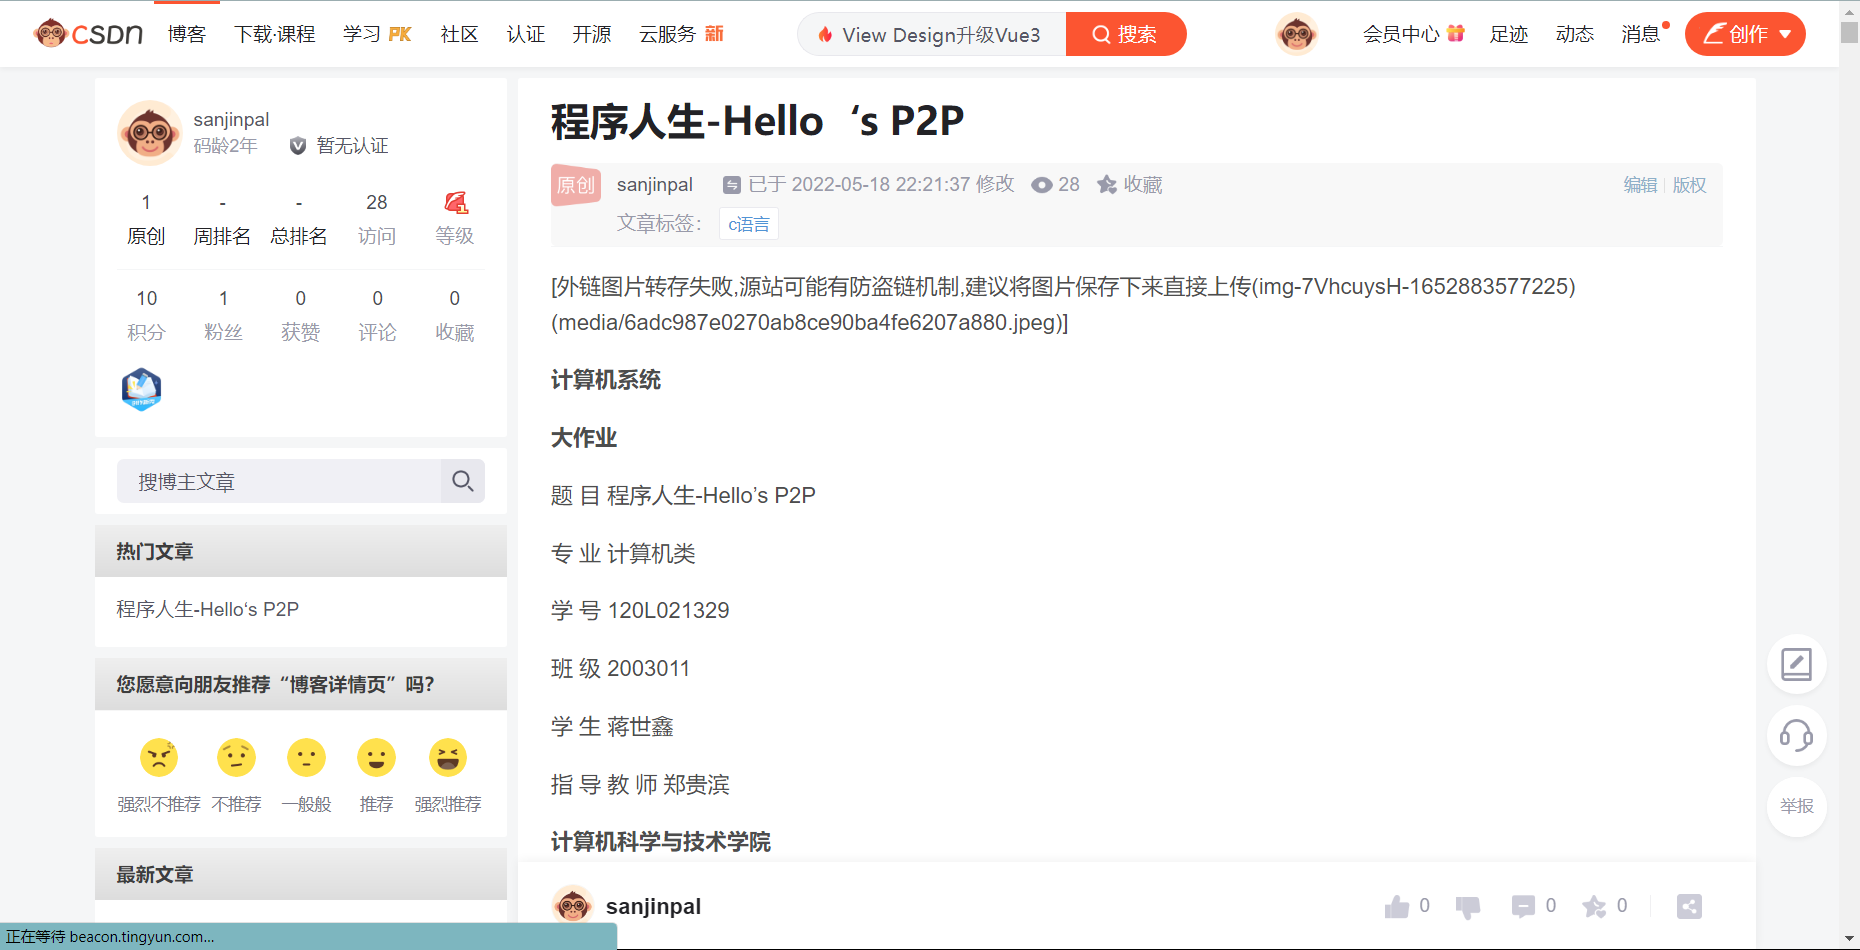 CSDN 博客 下载·课程 学习 PK 社区 认证 开源 云服务 新 View Design升级Vue3 搜索 会员中心 足迹 动态 消息 创作
sanjinpal
码龄2年 暂无认证
1 - - 28
原创 周排名 总排名 访问 等级
10 1 0 0 0
积分 粉丝 获赞 评论 收藏
搜博主文章
热门文章
程序人生-Hello‘s P2P
您愿意向朋友推荐“博客详情页”吗?
强烈不推荐 不推荐 一般般 推荐 强烈推荐
最新文章
程序人生-Hello‘s P2P
原创 sanjinpal 已于 2022-05-18 22:21:37 修改 28 收藏 编辑 版权
文章标签: c语言
[外链图片转存失败,源站可能有防盗链机制,建议将图片保存下来直接上传(img-7VhcuysH-1652883577225)
(media/6adc987e0270ab8ce90ba4fe6207a880.jpeg)]
计算机系统
大作业
题 目 程序人生-Hello’s P2P
专 业 计算机类
学 号 120L021329
班 级 2003011
学 生 蒋世鑫
指 导 教 师 郑贵滨
计算机科学与技术学院
sanjinpal 0 0 0
举报
正在等待 beacon.tingyun.com...